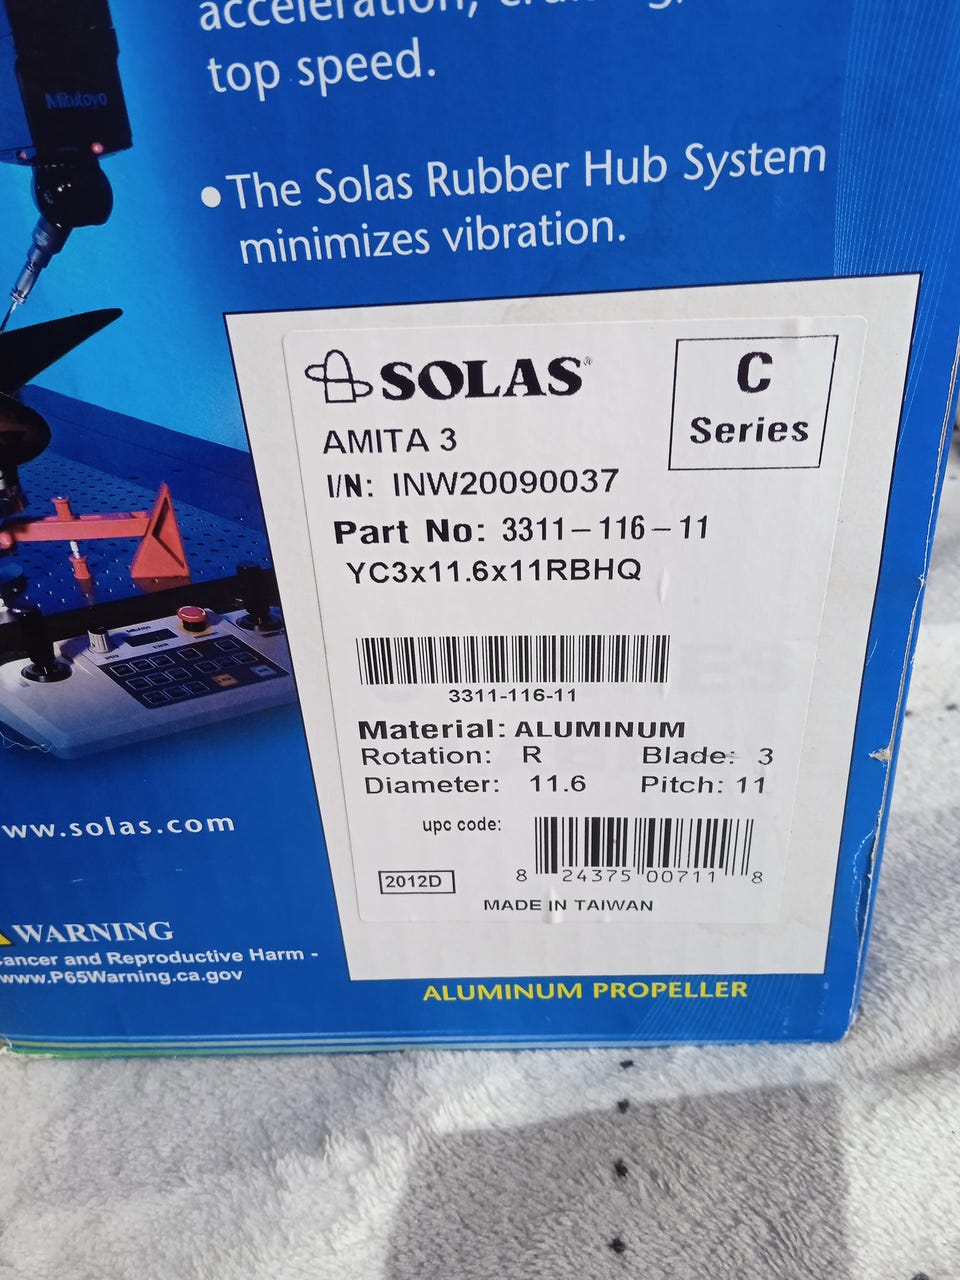 top speed.
• The Solas Rubber Hub System
minimizes vibration.
Mitutoyo
SOLAS®
C
Series
AMITA 3
I/N: INW20090037
Part No: 3311-116-11
YC3x11.6x11RBHQ
3311-116-11
Material: ALUMINUM
Rotation: R Blade: 3
Diameter: 11.6 Pitch: 11
upc code:
8 24375 00711 8
2012D
MADE IN TAIWAN
ww.solas.com
WARNING
ancer and Reproductive Harm -
www.P65Warning.ca.gov
ALUMINUM PROPELLER